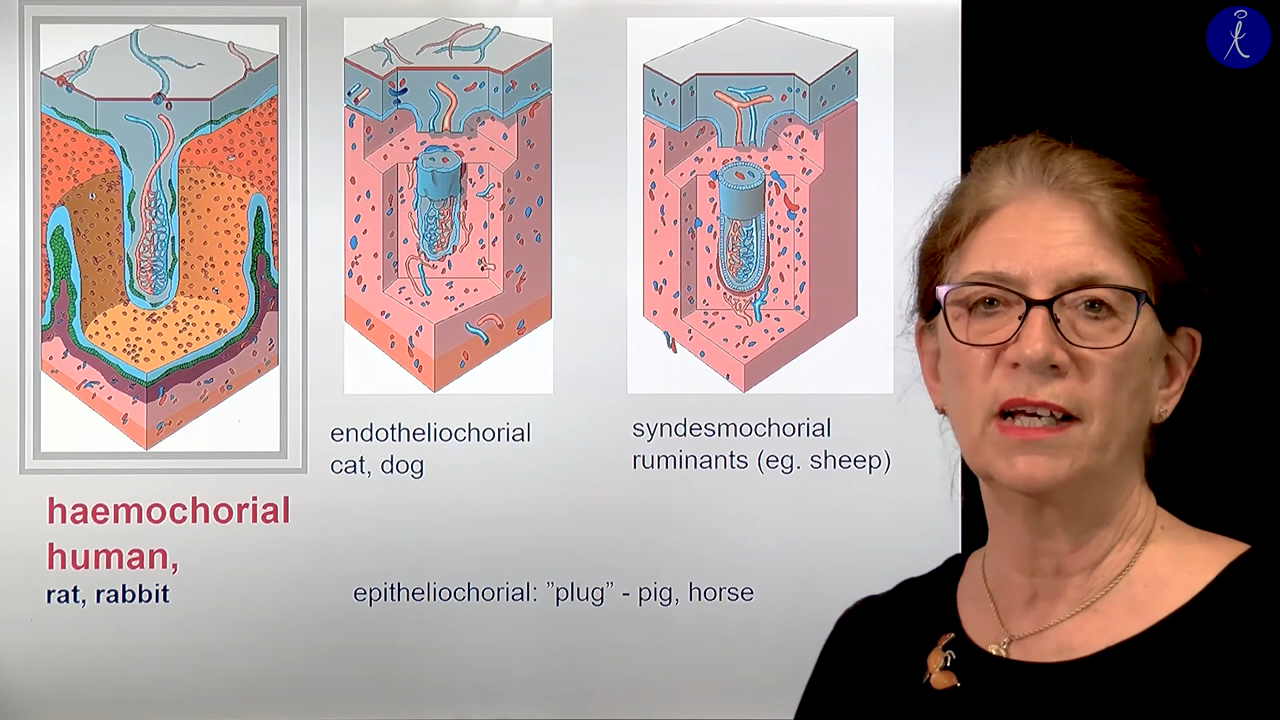 endotheliochorial
cat, dog
syndesmochorial
ruminants (eg. sheep)
haemochorial
human,
rat, rabbit
epitheliochorial: ”plug” - pig, horse